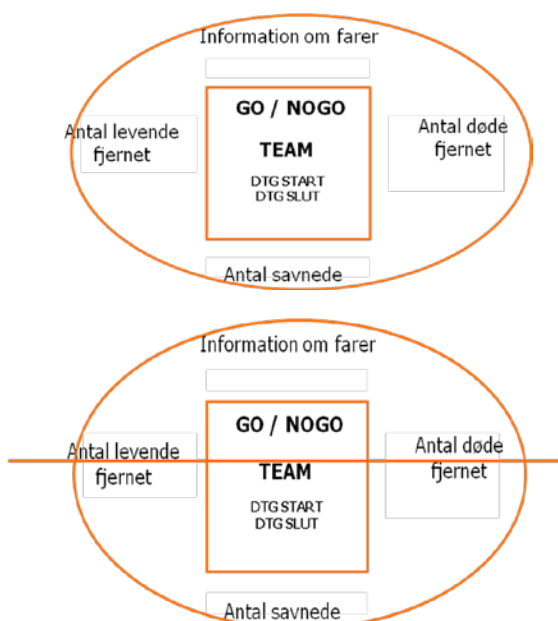 Information om farer
GO / NOGO
Antal levende
fjernet
TEAM
Antal døde
fjernet
DTG START
DTG SLUT
Antal savnede
Information om farer
GO / NOGO
Antal levende
fjernet
TEAM
Antal døde
fjernet
DTG START
DTG SLUT
Antal savnede